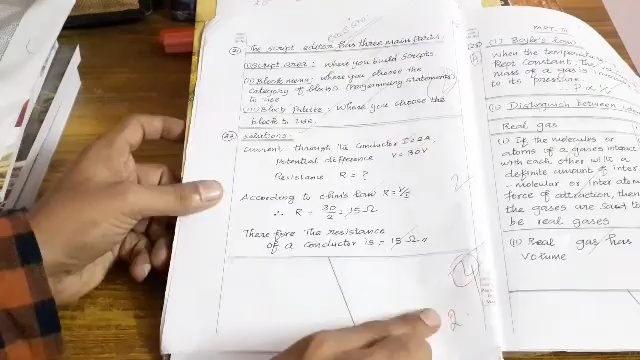 (21) The script editor has three main parts:
(i) Script area: Where you build scripts
(ii) Block menu: where you choose the
category of blocks (Programming statements)
to use
(iii) Block Palette: Where you choose the
block to use.
(22) Solutions:
Current through the conductor I = 2A
Potential difference V = 30V
Resistance R = ?
According to Ohm's law R = V/I
∴ R = 30/2 = 15 Ω
Therefore The resistance
of a conductor is = 15 Ω
2
PART III
(i) Boyle's law
When the temperature
kept constant the
mass of a gas is inversely
to its pressure
P ∝ 1/V
(ii) Distinguish between
Real gas
(i) If the molecules or
atoms of a gases interact
with each other with a
definite amount of inter
molecular or inter atomic
force of attraction, then
the gases are said to
be real gases
(ii) Real gas has
volume